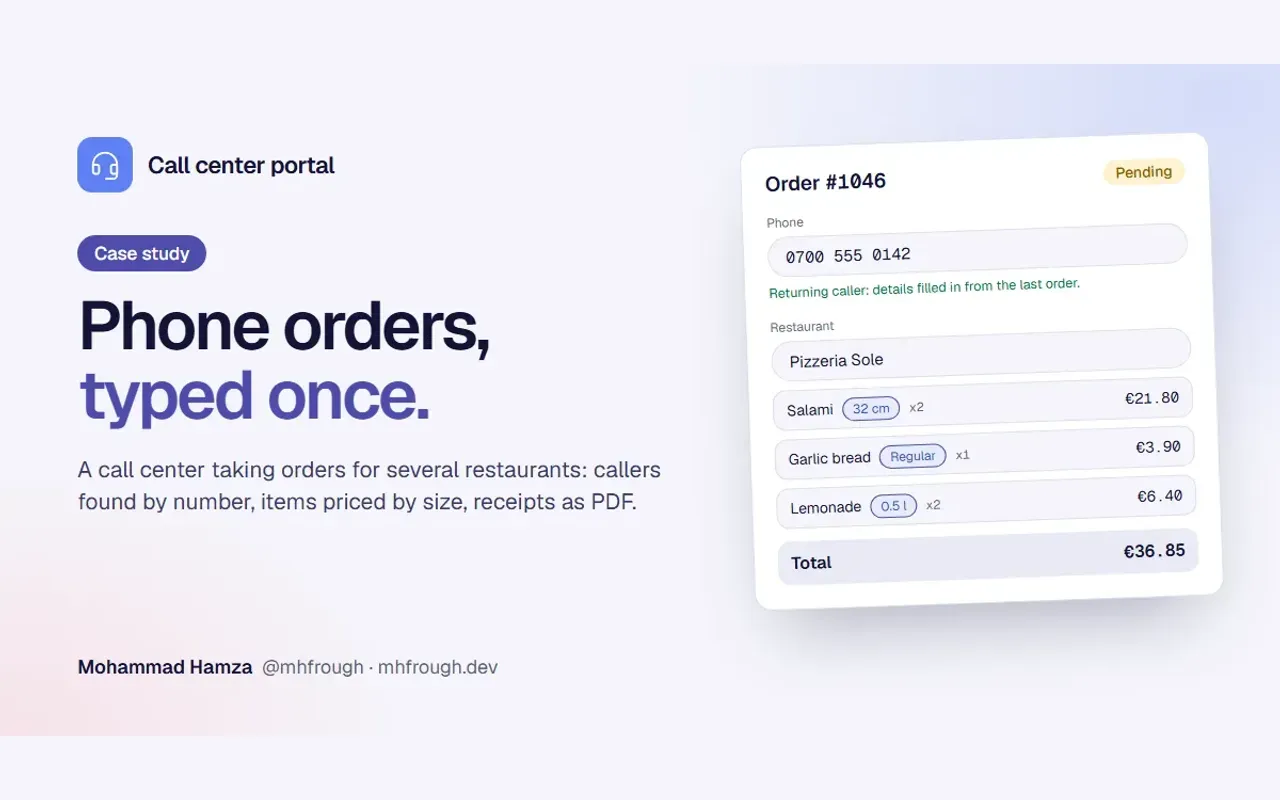 Call center portal
Case study
Phone orders,
typed once.
A call center taking orders for several restaurants: callers
found by number, items priced by size, receipts as PDF.
Mohammad Hamza @mhfrough · mhfrough.dev
Order #1046 Pending
Phone
0700 555 0142
Returning caller: details filled in from the last order.
Restaurant
Pizzeria Sole
Salami 32 cm x2 €21.80
Garlic bread Regular x1 €3.90
Lemonade 0.5 l x2 €6.40
Total €36.85